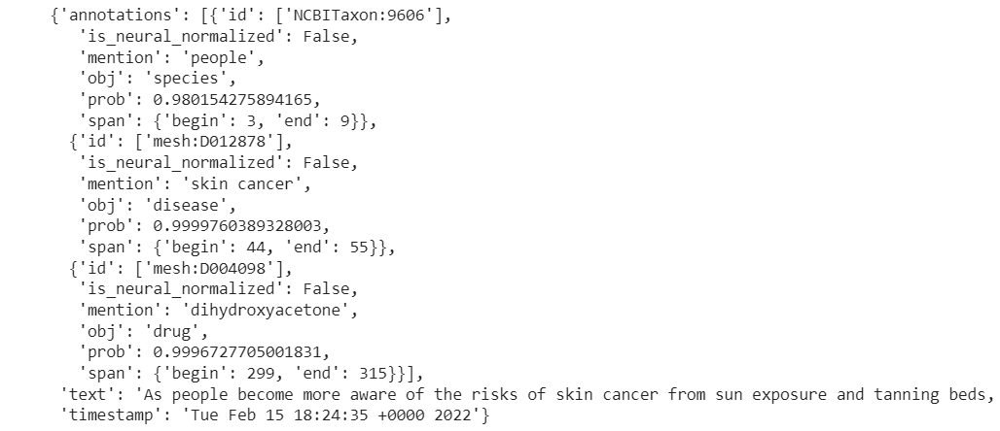 {'annotations': [{'id': ['NCBITaxon:9606'],
'is_neural_normalized': False,
'mention': 'people',
'obj': 'species',
'prob': 0.980154275894165,
'span': {'begin': 3, 'end': 9}},
{'id': ['mesh:D012878'],
'is_neural_normalized': False,
'mention': 'skin cancer',
'obj': 'disease',
'prob': 0.9999760389328003,
'span': {'begin': 44, 'end': 55}},
{'id': ['mesh:D004098'],
'is_neural_normalized': False,
'mention': 'dihydroxyacetone',
'obj': 'drug',
'prob': 0.9996727705001831,
'span': {'begin': 299, 'end': 315}}],
'text': 'As people become more aware of the risks of skin cancer from sun exposure and tanning beds,
'timestamp': 'Tue Feb 15 18:24:35 +0000 2022'}